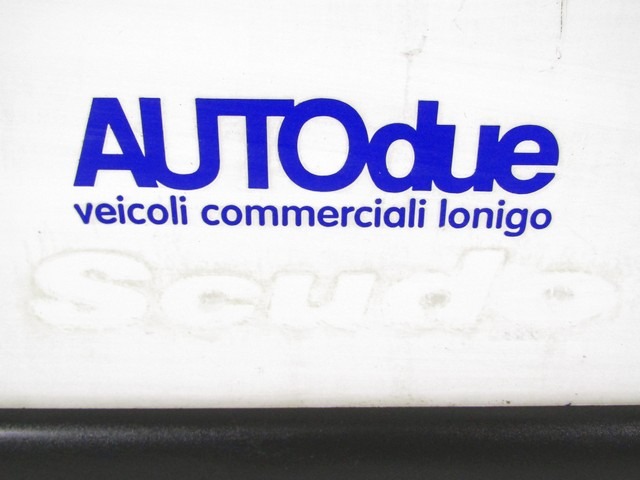 AUTOdue
veicoli commerciali lonigo
Scudo